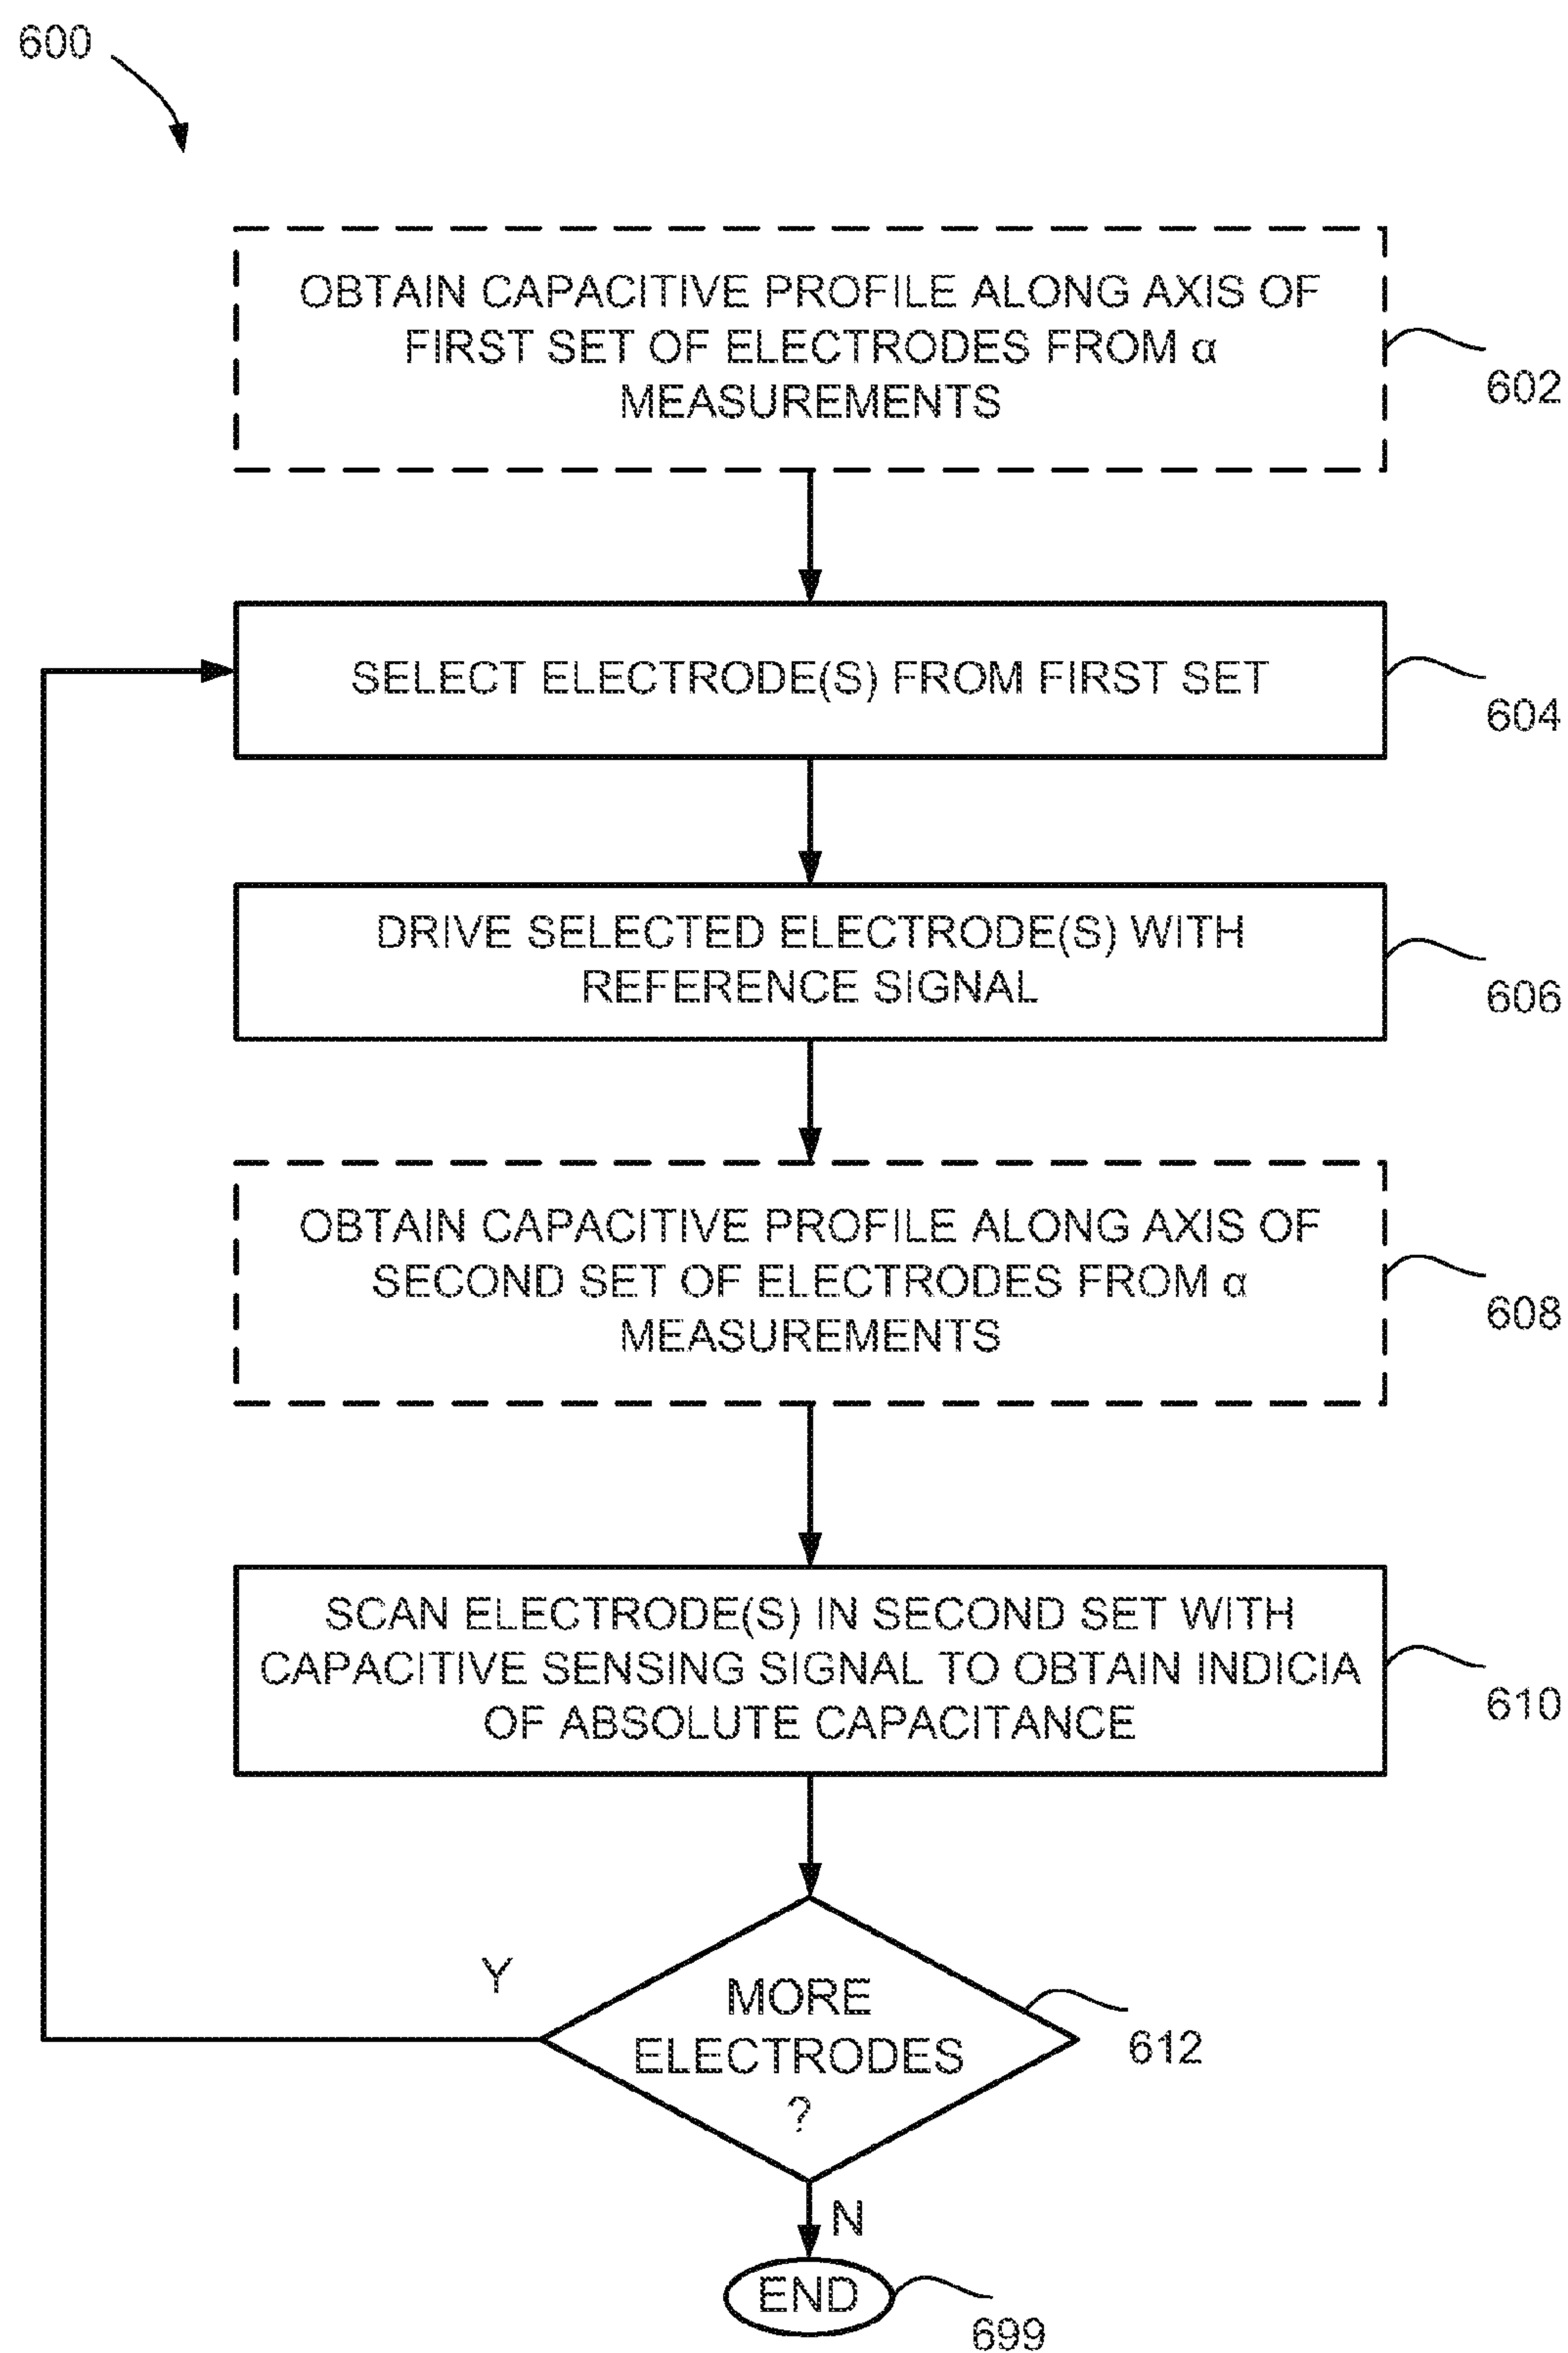 600
OBTAIN CAPACITIVE PROFILE ALONG AXIS OF
FIRST SET OF ELECTRODES FROM α
MEASUREMENTS
602
SELECT ELECTRODE(S) FROM FIRST SET
604
DRIVE SELECTED ELECTRODE(S) WITH
REFERENCE SIGNAL
606
OBTAIN CAPACITIVE PROFILE ALONG AXIS OF
SECOND SET OF ELECTRODES FROM α
MEASUREMENTS
608
SCAN ELECTRODE(S) IN SECOND SET WITH
CAPACITIVE SENSING SIGNAL TO OBTAIN INDICIA
OF ABSOLUTE CAPACITANCE
610
Y
MORE
ELECTRODES
?
612
N
END
699